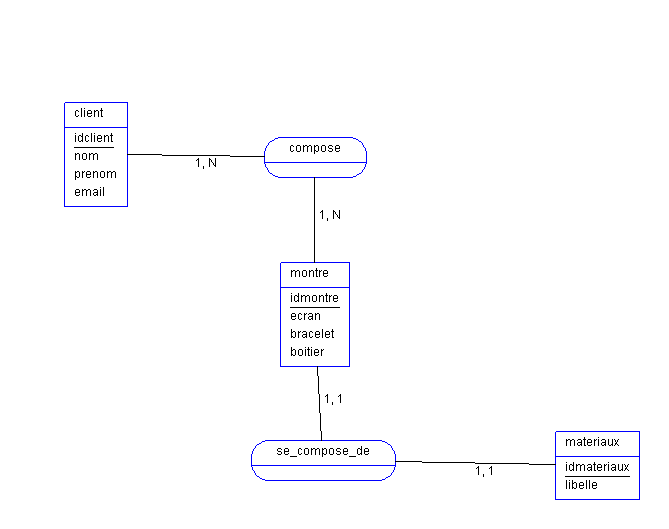 client
idclient
nom
prenom
email
1, N
compose
1, N
montre
idmontre
ecran
bracelet
boitier
1, 1
se_compose_de
1, 1
materiaux
idmateriaux
libelle